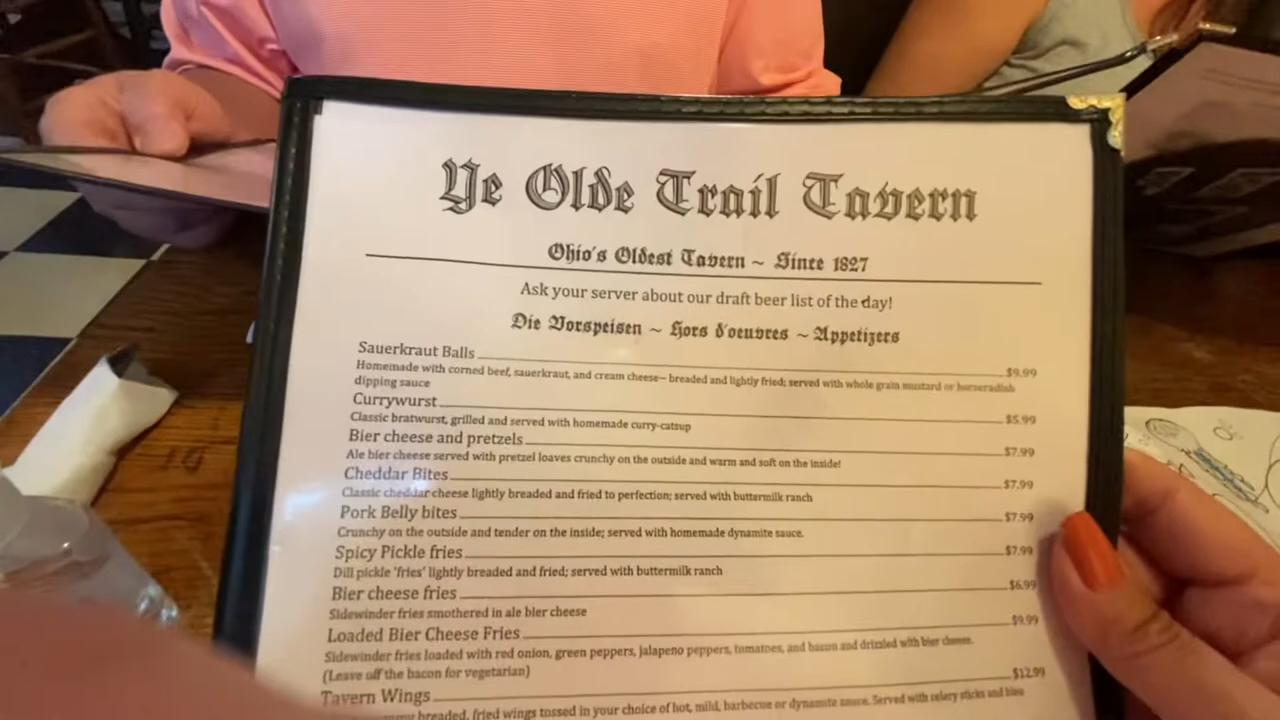 Ye Olde Trail Tavern
Ohio's Oldest Tavern ~ Since 1827
Ask your server about our draft beer list of the day!
Die Vorspeisen ~ Hors d'oeuvres ~ Appetizers
Sauerkraut Balls $9.99
Homemade with corned beef, sauerkraut, and cream cheese— breaded and lightly fried; served with whole grain mustard or horseradish
dipping sauce
Currywurst $5.99
Classic bratwurst, grilled and served with homemade curry-catsup
Bier cheese and pretzels $7.99
Ale bier cheese served with pretzel loaves crunchy on the outside and warm and soft on the inside!
Cheddar Bites $7.99
Classic cheddar cheese lightly breaded and fried to perfection; served with buttermilk ranch
Pork Belly bites $7.99
Crunchy on the outside and tender on the inside; served with homemade dynamite sauce.
Spicy Pickle fries $7.99
Dill pickle 'fries' lightly breaded and fried; served with buttermilk ranch
Bier cheese fries $6.99
Sidewinder fries smothered in ale bier cheese
Loaded Bier Cheese Fries $9.99
Sidewinder fries loaded with red onion, green peppers, jalapeno peppers, tomatoes, and bacon and drizzled with bier cheese.
(Leave off the bacon for vegetarian)
Tavern Wings $12.99
breaded, fried wings tossed in your choice of hot, mild, barbecue or dynamite sauce. Served with celery sticks and bleu